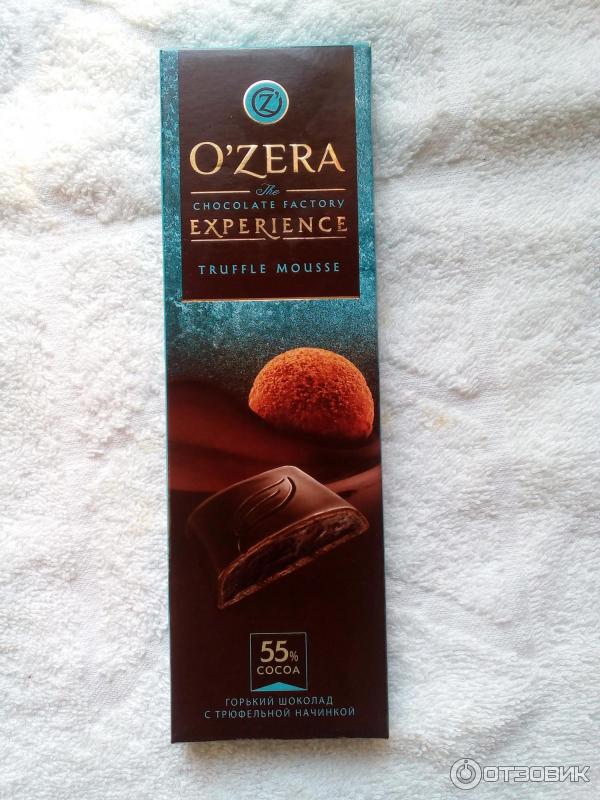 O'ZERA
The
CHOCOLATE FACTORY
EXPERIENCE
TRUFFLE MOUSSE
55%
COCOA
ГОРЬКИЙ ШОКОЛАД
С ТРЮФЕЛЬНОЙ НАЧИНКОЙ
ОТЗОВИК